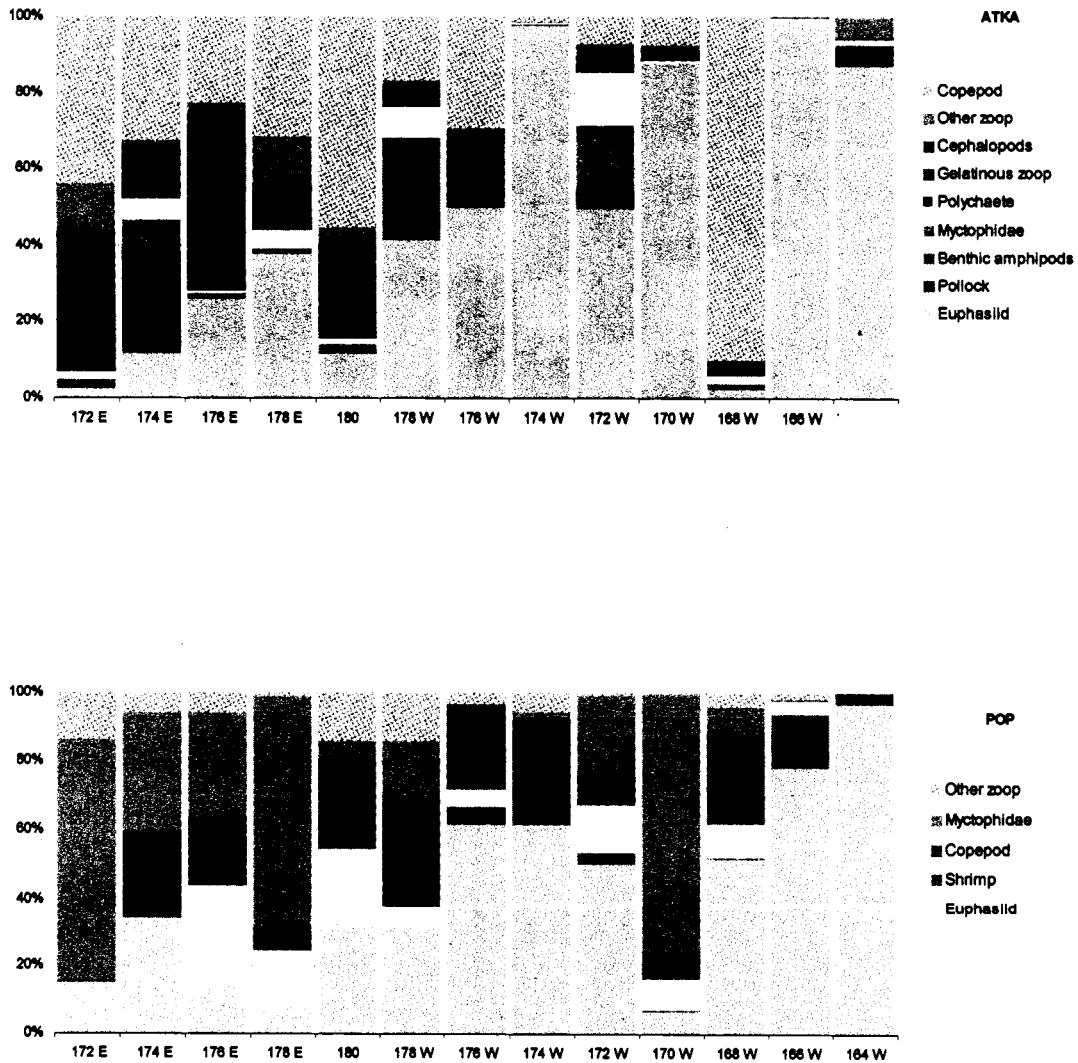 100%
80%
60%
40%
20%
0%
172 E 174 E 176 E 178 E 180 178 W 176 W 174 W 172 W 170 W 168 W 166 W
ATKA
Copepod
Other zoop
Cephalopods
Gelatinous zoop
Polychaete
Myctophidae
Benthic amphipods
Pollock
Euphasiid
100%
80%
60%
40%
20%
0%
172 E 174 E 176 E 178 E 180 178 W 176 W 174 W 172 W 170 W 168 W 166 W 164 W
POP
Other zoop
Myctophidae
Copepod
Shrimp
Euphasiid